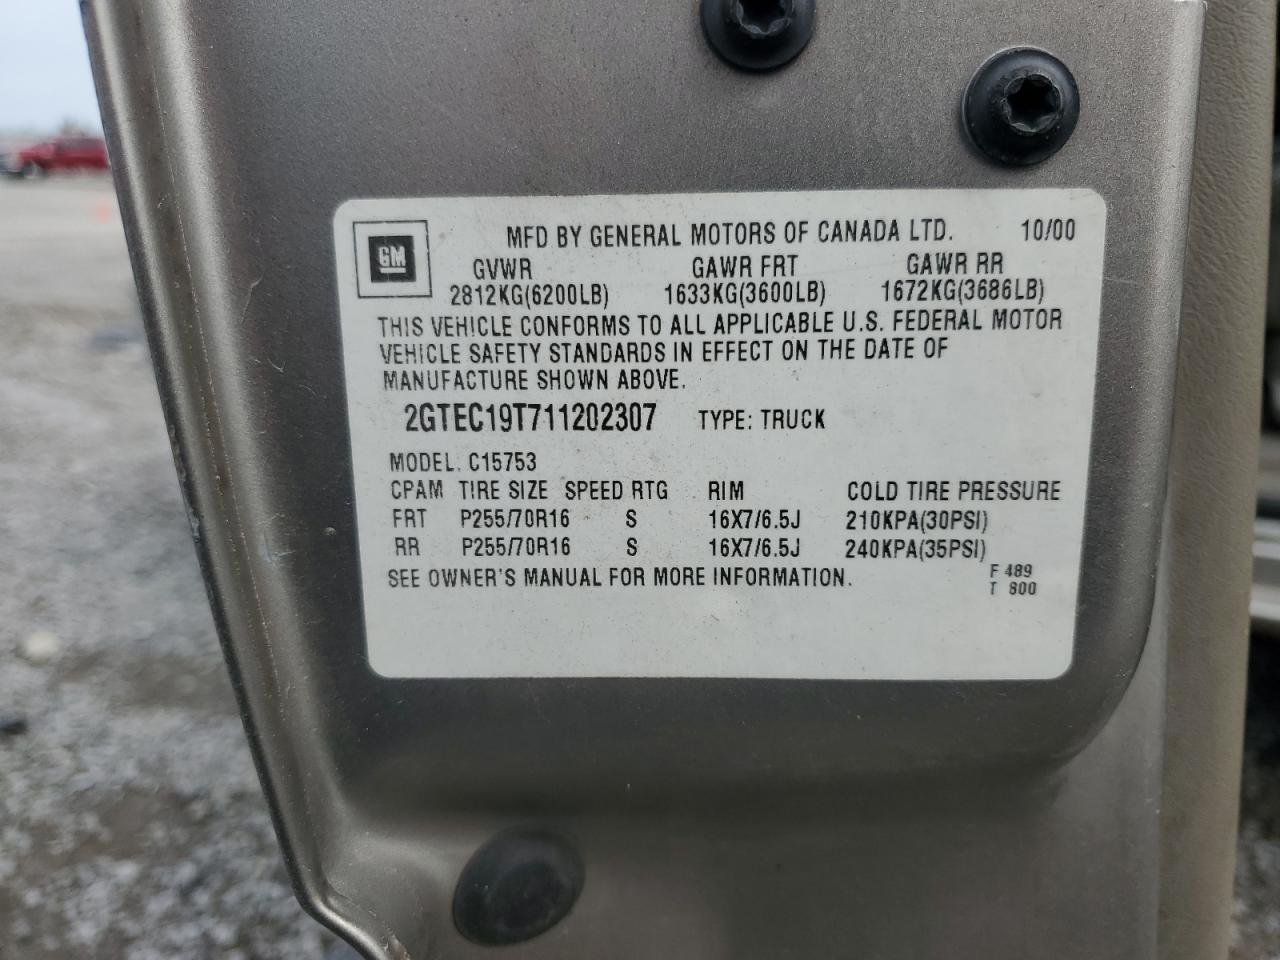 GM
MFD BY GENERAL MOTORS OF CANADA LTD. 10/00
GVWR GAWR FRT GAWR RR
2812KG(6200LB) 1633KG(3600LB) 1672KG(3686LB)
THIS VEHICLE CONFORMS TO ALL APPLICABLE U.S. FEDERAL MOTOR
VEHICLE SAFETY STANDARDS IN EFFECT ON THE DATE OF
MANUFACTURE SHOWN ABOVE.
2GTEC19T711202307 TYPE: TRUCK
MODEL: C15753
CPAM TIRE SIZE SPEED RTG RIM COLD TIRE PRESSURE
FRT P255/70R16 S 16X7/6.5J 210KPA(30PSI)
RR P255/70R16 S 16X7/6.5J 240KPA(35PSI)
SEE OWNER'S MANUAL FOR MORE INFORMATION. F 489
T 800